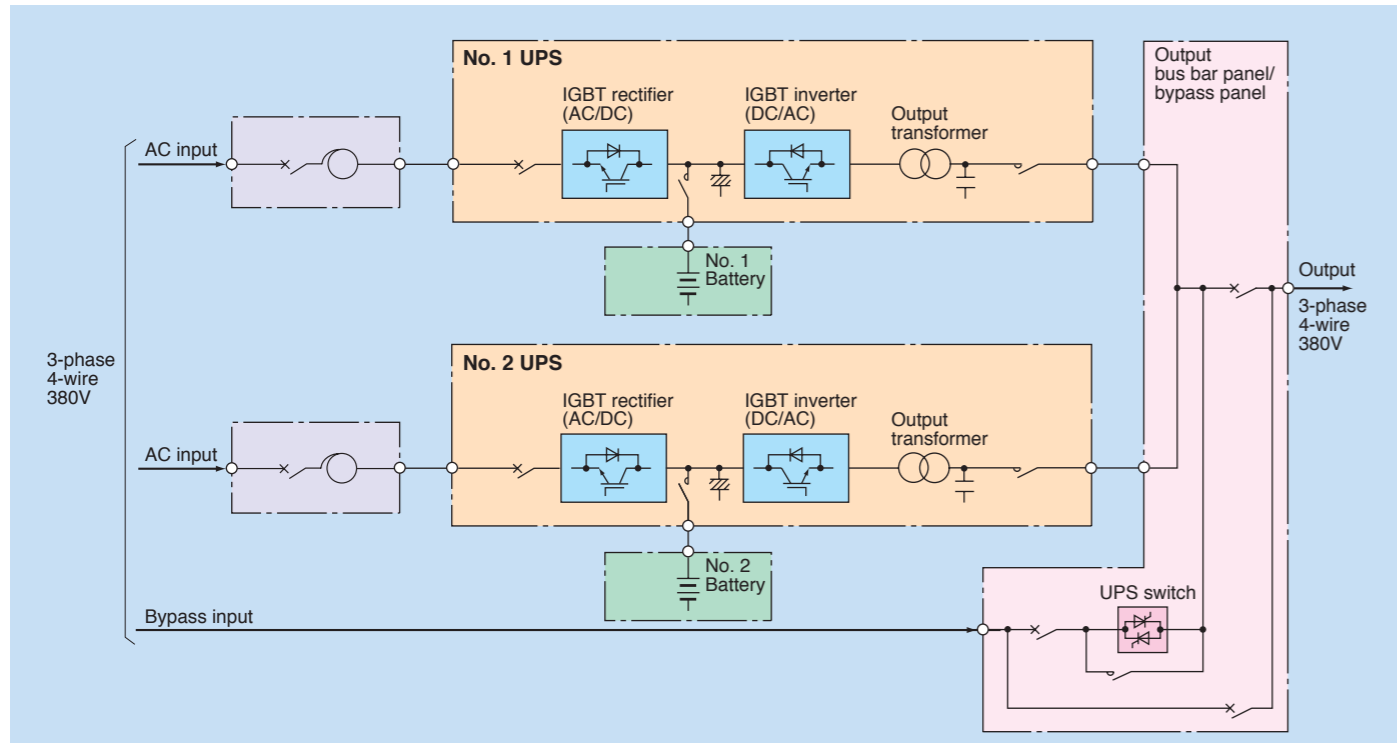 No. 1 UPS
IGBT rectifier
(AC/DC)
IGBT inverter
(DC/AC)
Output
transformer
Output
bus bar panel/
bypass panel
AC input
No. 1
Battery
Output
3-phase
4-wire
380V
3-phase
4-wire
380V
No. 2 UPS
IGBT rectifier
(AC/DC)
IGBT inverter
(DC/AC)
Output
transformer
AC input
No. 2
Battery
UPS switch
Bypass input